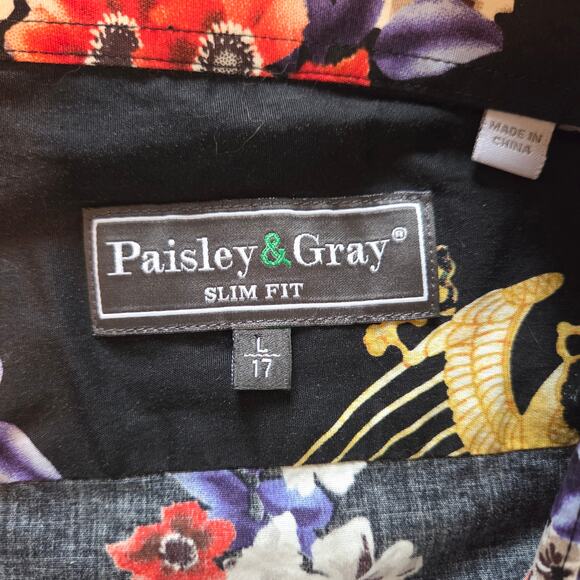 MADE IN
CHINA
Paisley & Gray®
SLIM FIT
L
17